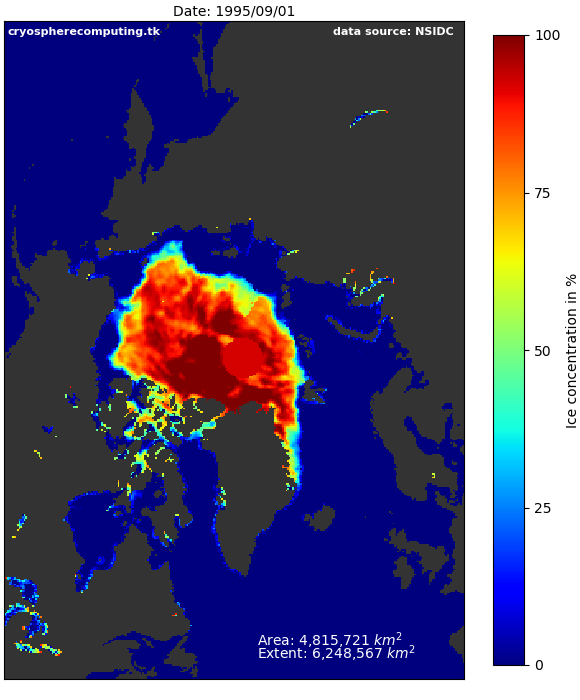 Date: 1995/09/01
cryospherecomputing.tk
data source: NSIDC
100
75
50
25
0
Ice concentration in %
Area: 4,815,721 km²
Extent: 6,248,567 km²